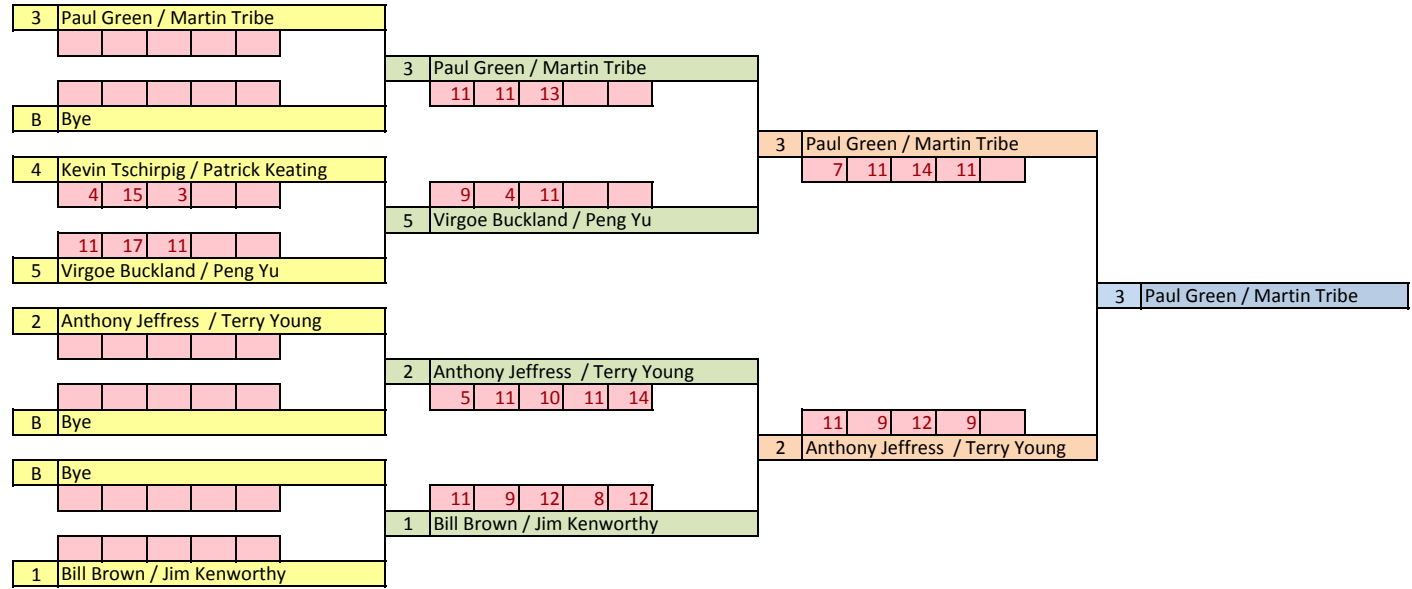 3 Paul Green / Martin Tribe
3 Paul Green / Martin Tribe
11 11 13
B Bye
3 Paul Green / Martin Tribe
7 11 14 11
4 Kevin Tschirpig / Patrick Keating
4 15 3
9 4 11
5 Virgoe Buckland / Peng Yu
11 17 11
5 Virgoe Buckland / Peng Yu
3 Paul Green / Martin Tribe
2 Anthony Jeffress / Terry Young
2 Anthony Jeffress / Terry Young
5 11 10 11 14
B Bye
11 9 12 9
2 Anthony Jeffress / Terry Young
B Bye
11 9 12 8 12
1 Bill Brown / Jim Kenworthy
1 Bill Brown / Jim Kenworthy